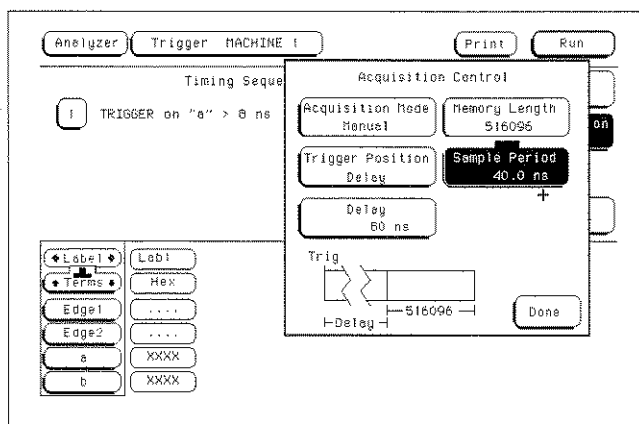 Analyzer Trigger MACHINE 1 Print Run
Timing Seque
1 TRIGGER on "a" > 8 ns
on
Acquisition Control
Acquisition Mode
Manual
Memory Length
516096
Trigger Position
Delay
Sample Period
40.0 ns
Delay
60 ns
Trig
516096
Delay
Done
Label Lab1
Terms Hex
Edge1 ....
Edge2 ....
a XXXX
b XXXX